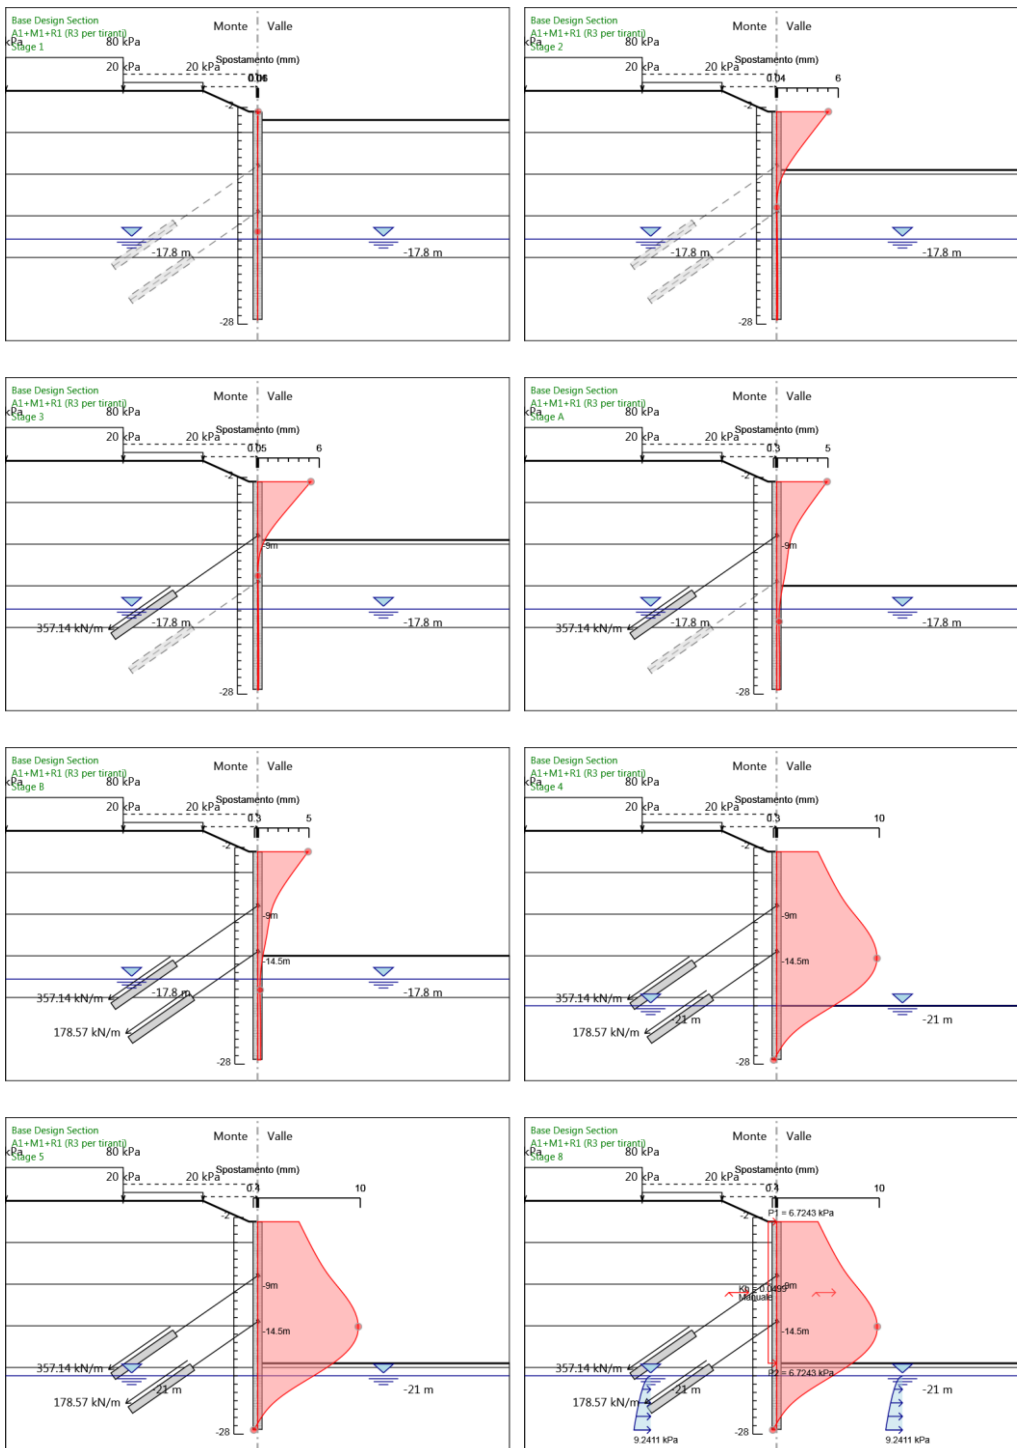 Base Design Section
A1+M1+R1 (R3 per tiranti)
Stage 1
kPa
80 kPa
20 kPa
20 kPa
Monte
Valle
Spostamento (mm)
-2
-17.8 m
-17.8 m
-28
Base Design Section
A1+M1+R1 (R3 per tiranti)
Stage 2
kPa
80 kPa
20 kPa
20 kPa
Monte
Valle
Spostamento (mm)
0.04
6
-2
-17.8 m
-17.8 m
-28
Base Design Section
A1+M1+R1 (R3 per tiranti)
Stage 3
kPa
80 kPa
20 kPa
20 kPa
Monte
Valle
Spostamento (mm)
0.05
6
-2
-9m
-17.8 m
-17.8 m
357.14 kN/m
-28
Base Design Section
A1+M1+R1 (R3 per tiranti)
Stage A
kPa
80 kPa
20 kPa
20 kPa
Monte
Valle
Spostamento (mm)
0.3
5
-2
-9m
-17.8 m
-17.8 m
357.14 kN/m
-28
Base Design Section
A1+M1+R1 (R3 per tiranti)
Stage B
kPa
80 kPa
20 kPa
20 kPa
Monte
Valle
Spostamento (mm)
0.3
5
-2
-9m
-14.5m
-17.8 m
-17.8 m
357.14 kN/m
178.57 kN/m
-28
Base Design Section
A1+M1+R1 (R3 per tiranti)
Stage 4
kPa
80 kPa
20 kPa
20 kPa
Monte
Valle
Spostamento (mm)
0.3
10
-2
-9m
-14.5m
357.14 kN/m
-21 m
-21 m
178.57 kN/m
-28
Base Design Section
A1+M1+R1 (R3 per tiranti)
Stage 5
kPa
80 kPa
20 kPa
20 kPa
Monte
Valle
Spostamento (mm)
0.4
10
-2
-9m
-14.5m
357.14 kN/m
-21 m
-21 m
178.57 kN/m
-28
Base Design Section
A1+M1+R1 (R3 per tiranti)
Stage 8
kPa
80 kPa
20 kPa
20 kPa
Monte
Valle
Spostamento (mm)
0.4
10
-2
P1 = 6.7243 kPa
-9m
Kh = 0.0499
Manuale
-14.5m
357.14 kN/m
P2 = 6.7243 kPa
-21 m
-21 m
178.57 kN/m
-28
9.2411 kPa
9.2411 kPa